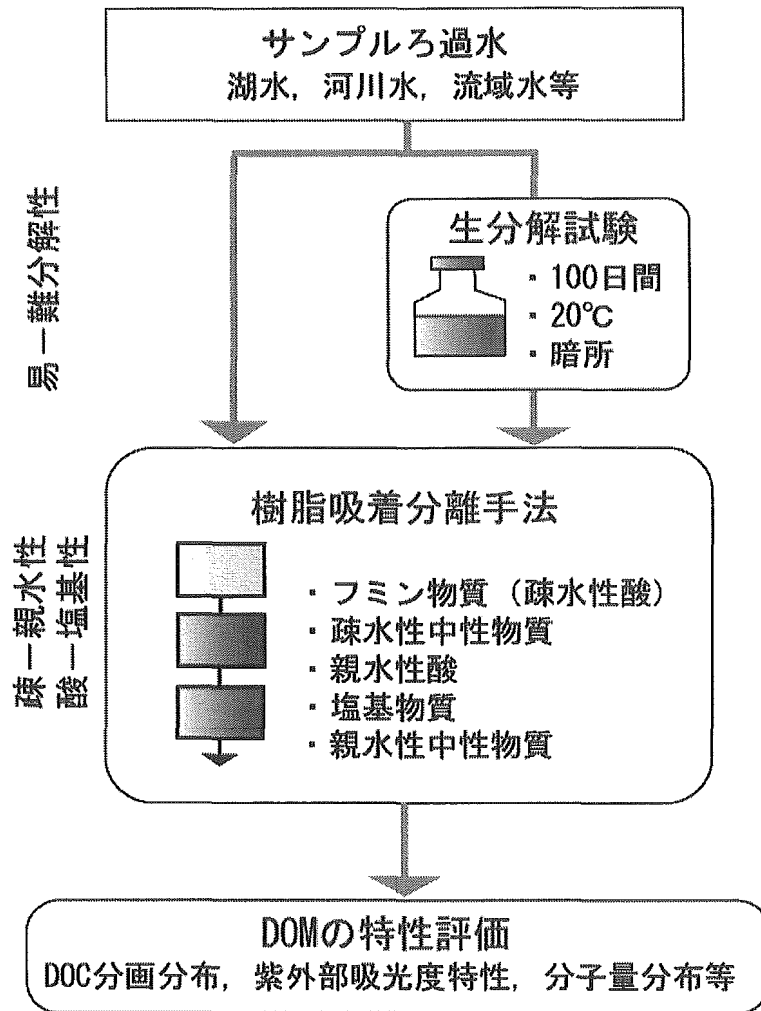 サンプルろ過水
湖水，河川水，流域水等
易－難分解性
生分解試験
・100日間
・20℃
・暗所
疎－親水性
酸－塩基性
樹脂吸着分離手法
・フミン物質（疎水性酸）
・疎水性中性物質
・親水性酸
・塩基物質
・親水性中性物質
DOMの特性評価
DOC分画分布，紫外部吸光度特性，分子量分布等